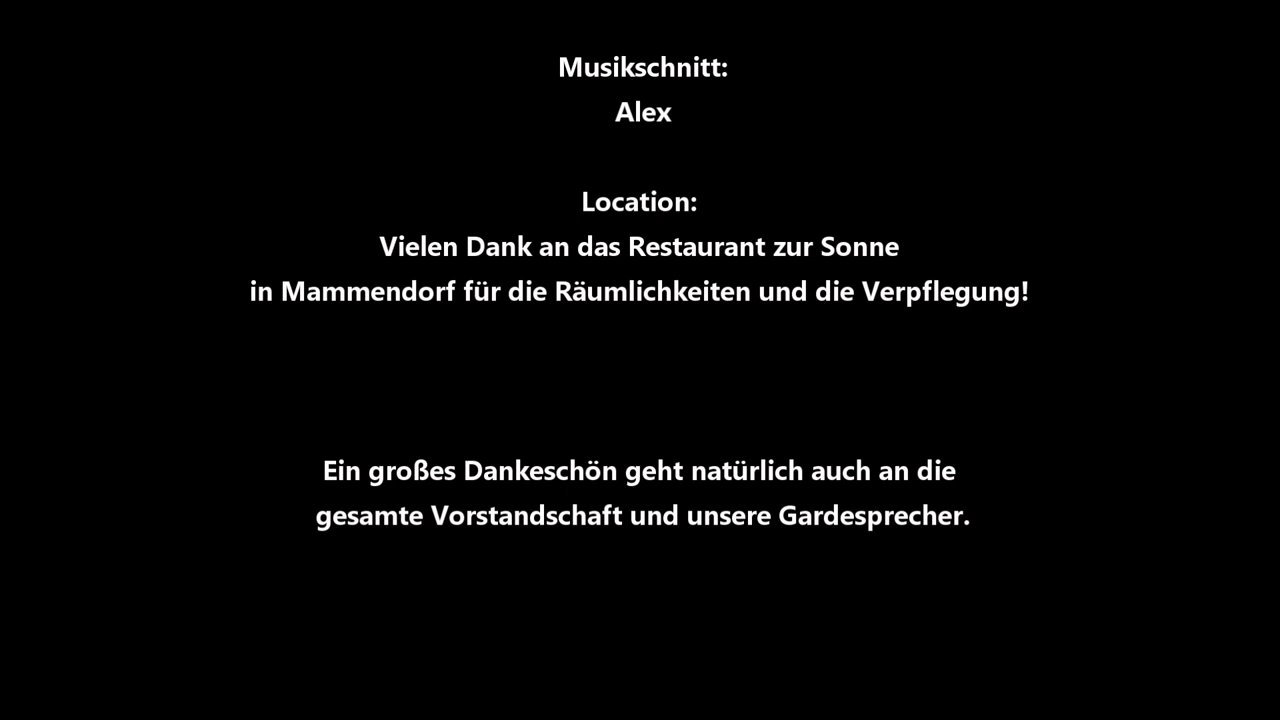 Musikschnitt:
Alex
Location:
Vielen Dank an das Restaurant zur Sonne
in Mammendorf für die Räumlichkeiten und die Verpflegung!
Ein großes Dankeschön geht natürlich auch an die
gesamte Vorstandschaft und unsere Gardesprecher.